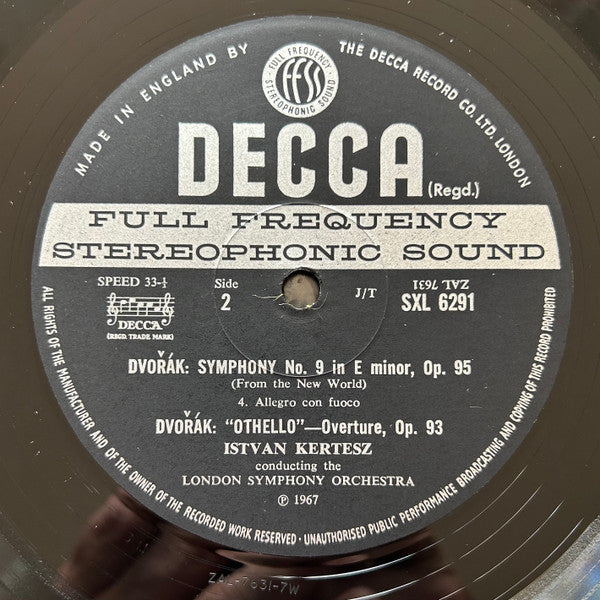 MADE IN ENGLAND BY
THE DECCA RECORD CO. LTD. LONDON
FULL FREQUENCY
ffss
STEREOPHONIC SOUND
DECCA (Regd.)
FULL FREQUENCY
STEREOPHONIC SOUND
SPEED 33-⅓
Side
2
J/T
ZAL 7631
SXL 6291
DECCA
(REGD. TRADE MARK)
DVOŘÁK: SYMPHONY No. 9 in E minor, Op. 95
(From the New World)
4. Allegro con fuoco
DVOŘÁK: “OTHELLO”—Overture, Op. 93
ISTVAN KERTESZ
conducting the
LONDON SYMPHONY ORCHESTRA
Ⓟ 1967
ALL RIGHTS OF THE MANUFACTURER AND OF THE OWNER OF THE RECORDED WORK RESERVED · UNAUTHORISED PUBLIC PERFORMANCE BROADCASTING AND COPYING OF THIS RECORD PROHIBITED
ZAL-7631-7W